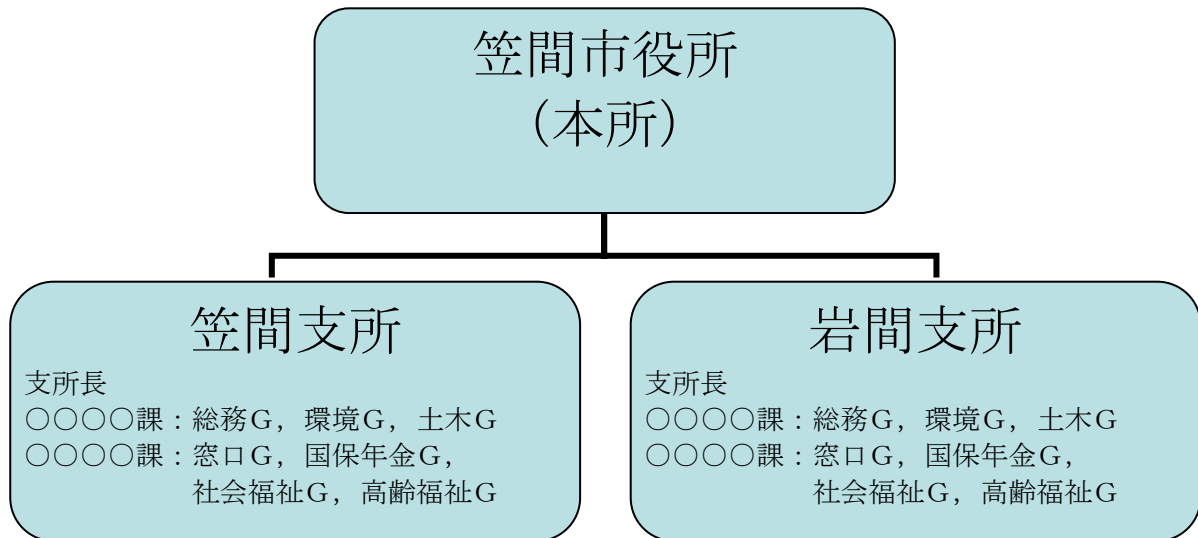 笠間市役所
（本所）
笠間支所
支所長
○○○○課：総務Ｇ，環境Ｇ，土木Ｇ
○○○○課：窓口Ｇ，国保年金Ｇ，
社会福祉Ｇ，高齢福祉Ｇ
岩間支所
支所長
○○○○課：総務Ｇ，環境Ｇ，土木Ｇ
○○○○課：窓口Ｇ，国保年金Ｇ，
社会福祉Ｇ，高齢福祉Ｇ